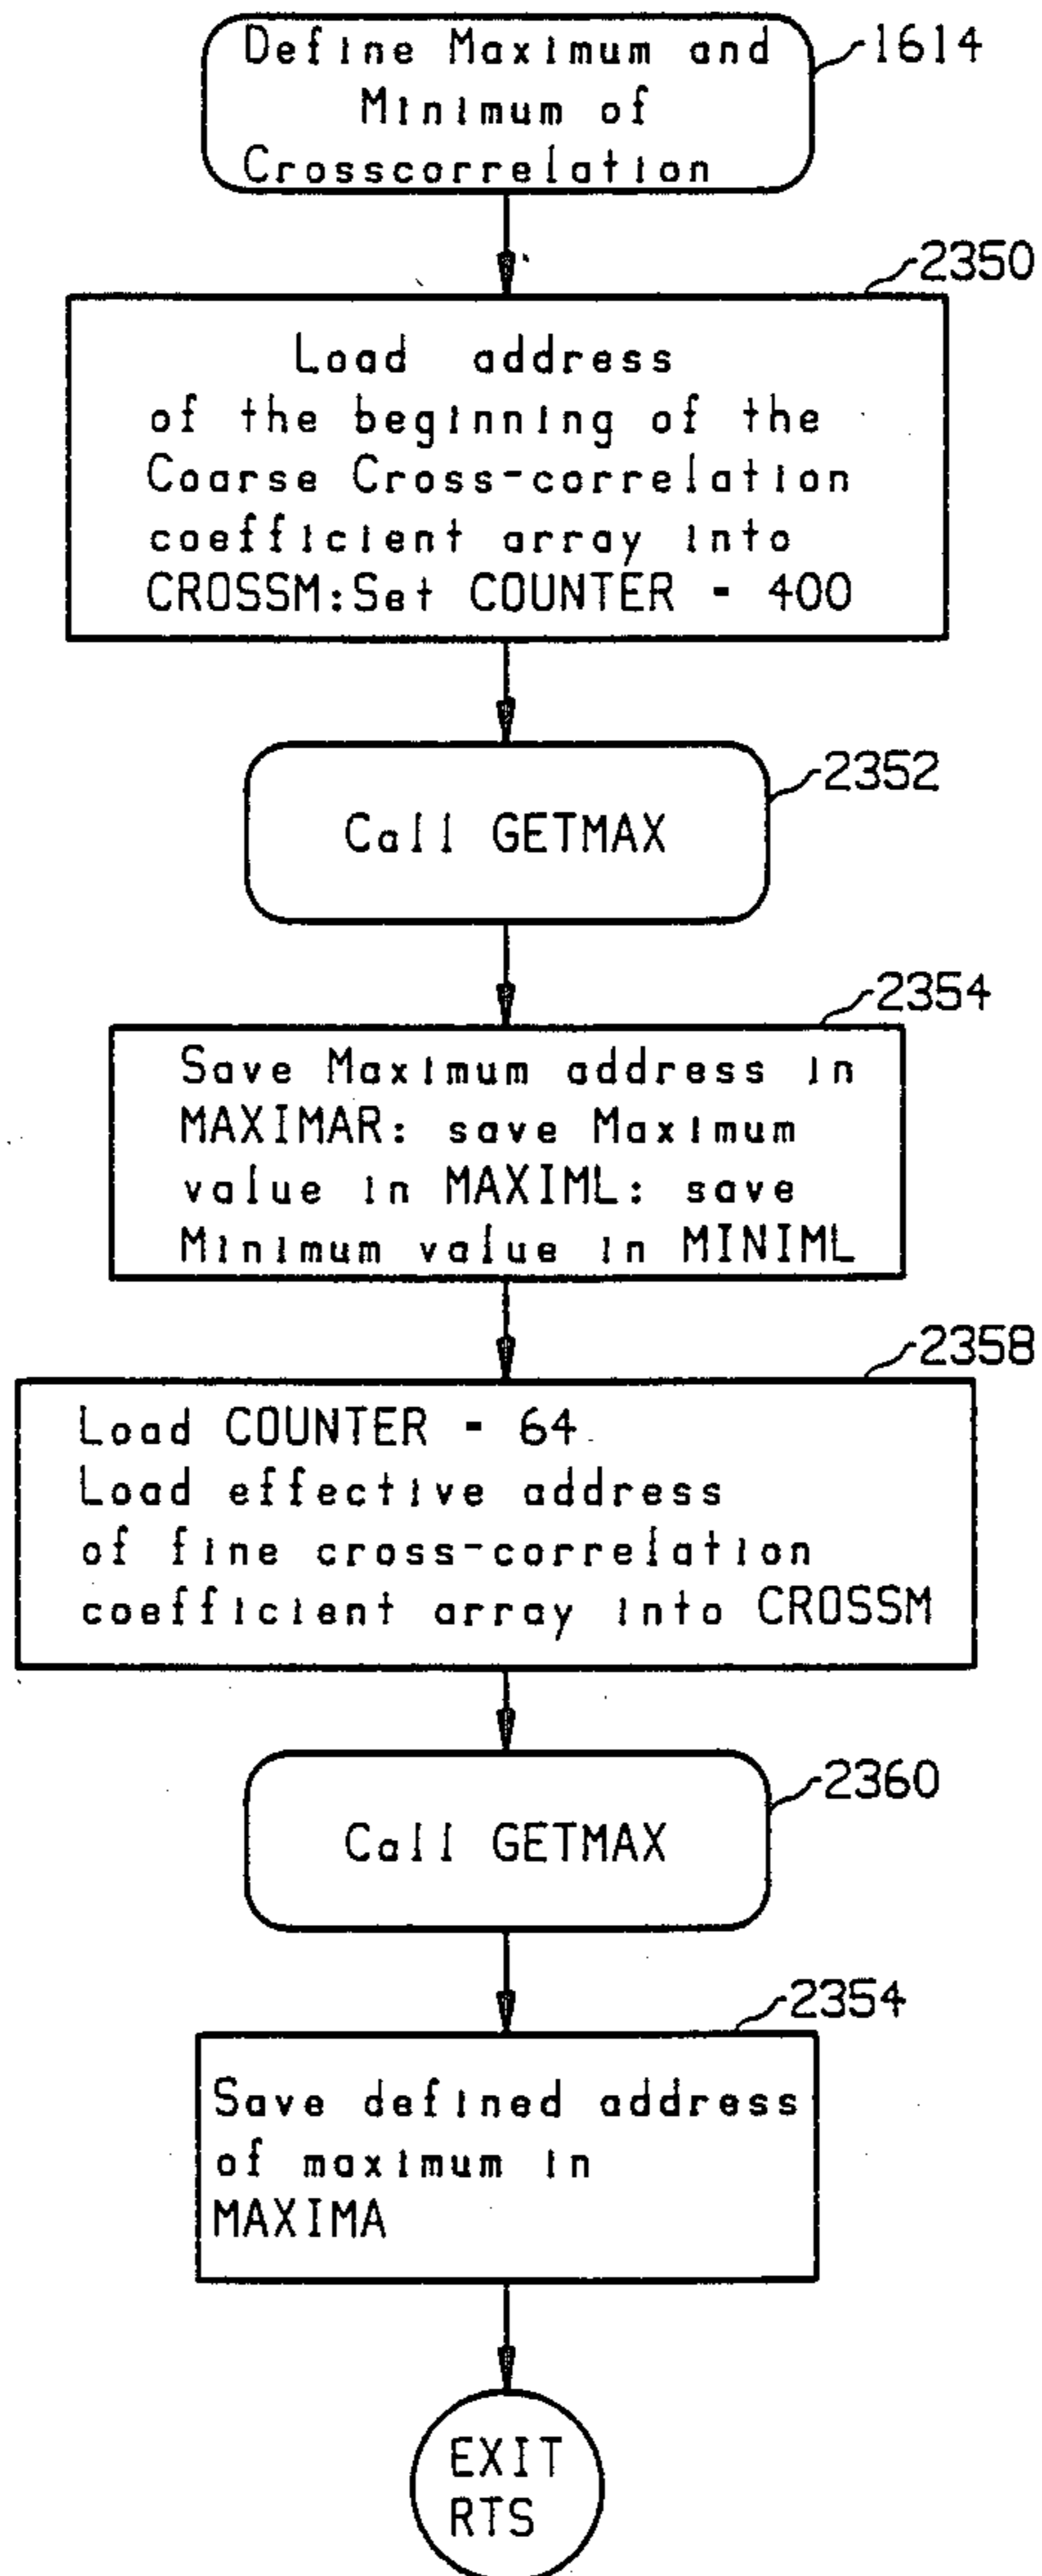 Define Maximum and
Minimum of
Crosscorrelation
1614
2350
Load address
of the beginning of the
Coarse Cross-correlation
coefficient array into
CROSSM:Set COUNTER - 400
2352
Call GETMAX
2354
Save Maximum address in
MAXIMAR: save Maximum
value in MAXIML: save
Minimum value in MINIML
2358
Load COUNTER - 64
Load effective address
of fine cross-correlation
coefficient array into CROSSM
2360
Call GETMAX
2354
Save defined address
of maximum in
MAXIMA
EXIT
RTS